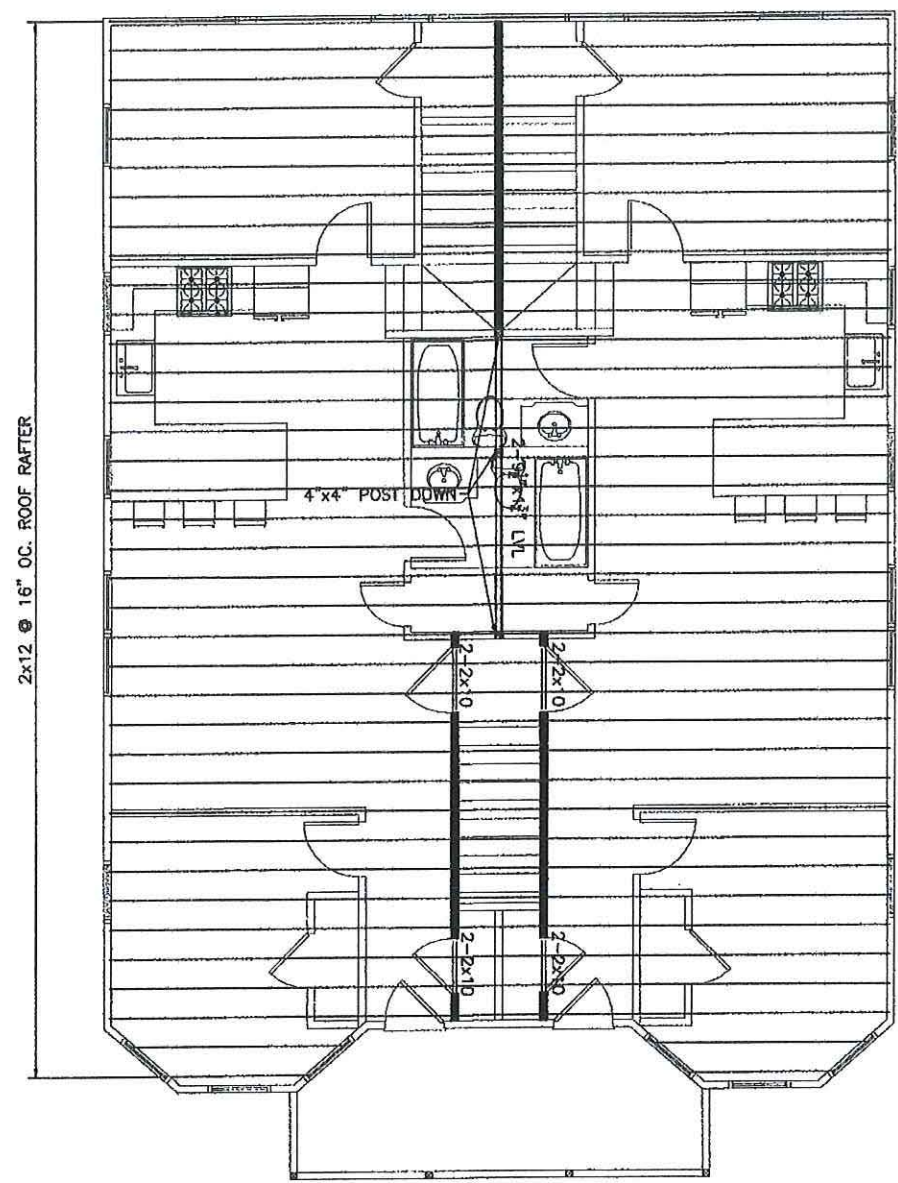 2x12 @ 16" OC. ROOF RAFTER
4"x4" POST DOWN
LVL
2-2x10
2-2x10
2-2x10
2-2x10